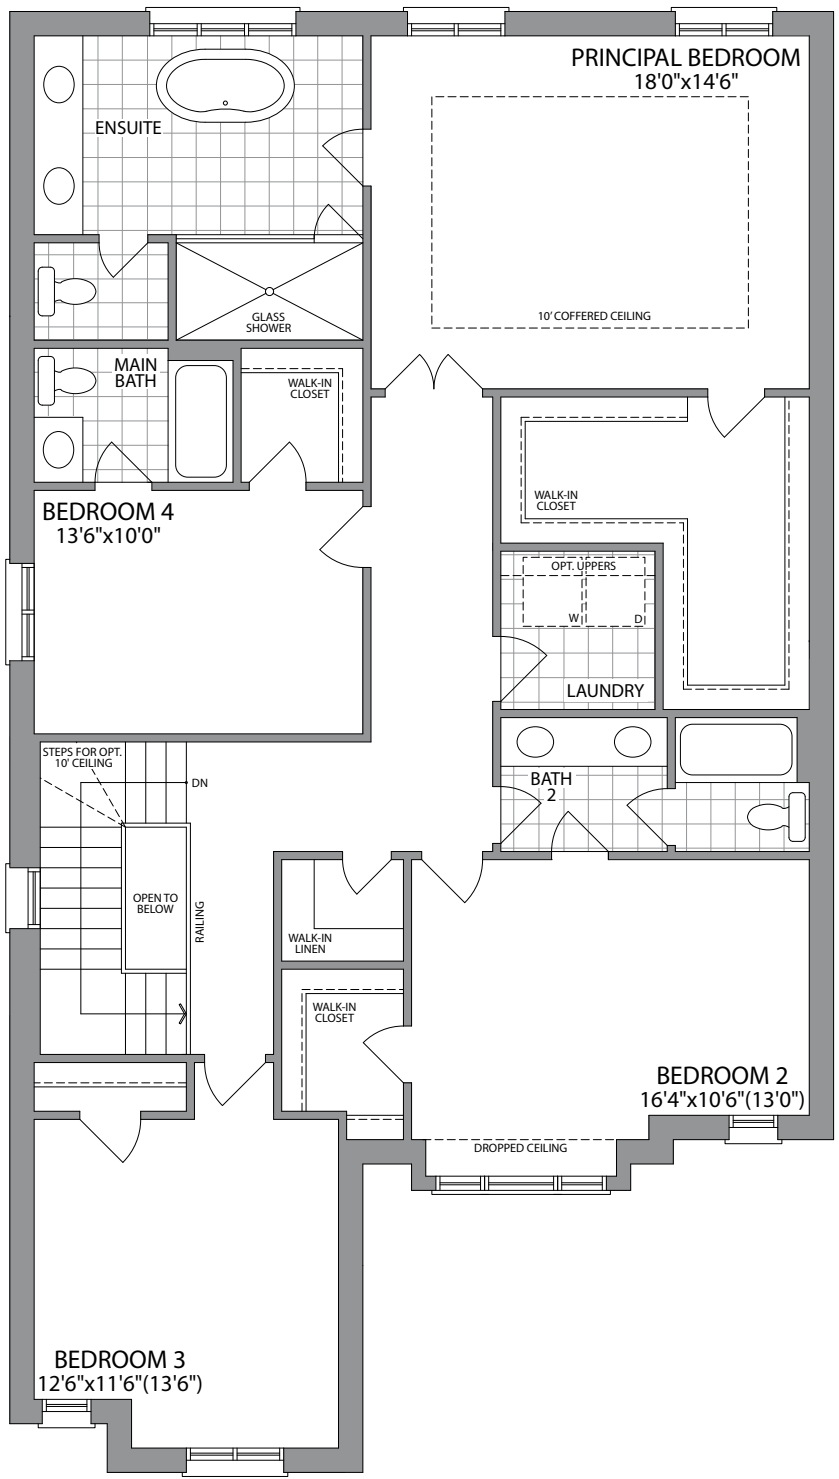 PRINCIPAL BEDROOM
18'0"x14'6"
ENSUITE
10' COFFERED CEILING
GLASS
SHOWER
MAIN
BATH
WALK-IN
CLOSET
WALK-IN
CLOSET
BEDROOM 4
13'6"x10'0"
OPT. UPPERS
W
D
LAUNDRY
STEPS FOR OPT.
10' CEILING
DN
BATH
2
OPEN TO
BELOW
RAILING
WALK-IN
LINEN
WALK-IN
CLOSET
BEDROOM 2
16'4"x10'6"(13'0")
DROPPED CEILING
BEDROOM 3
12'6"x11'6"(13'6")